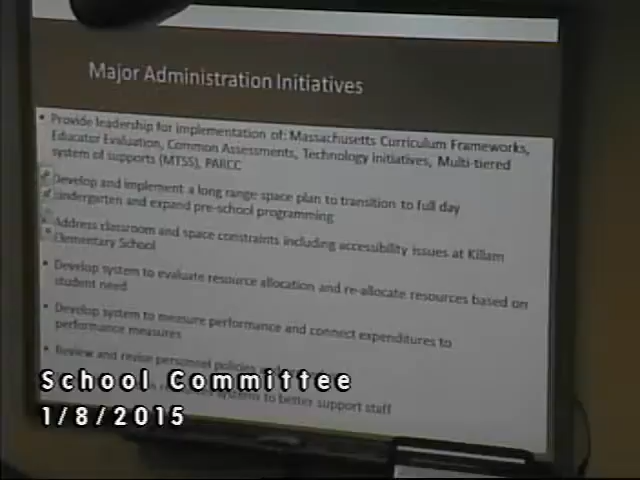 Major Administration Initiatives
• Provide leadership for implementation of: Massachusetts Curriculum Frameworks,
Educator Evaluation, Common Assessments, Technology Initiatives, Multi-tiered
system of supports (MTSS), PARCC
Develop and implement a long range space plan to transition to full day
kindergarten and expand pre-school programming
• Address classroom and space constraints including accessibility issues at Killam
Elementary School
• Develop system to evaluate resource allocation and re-allocate resources based on
student need
• Develop system to measure performance and connect expenditures to
performance measures
• Review and revise personnel policies
School Committee
systems to better support staff
1/8/2015